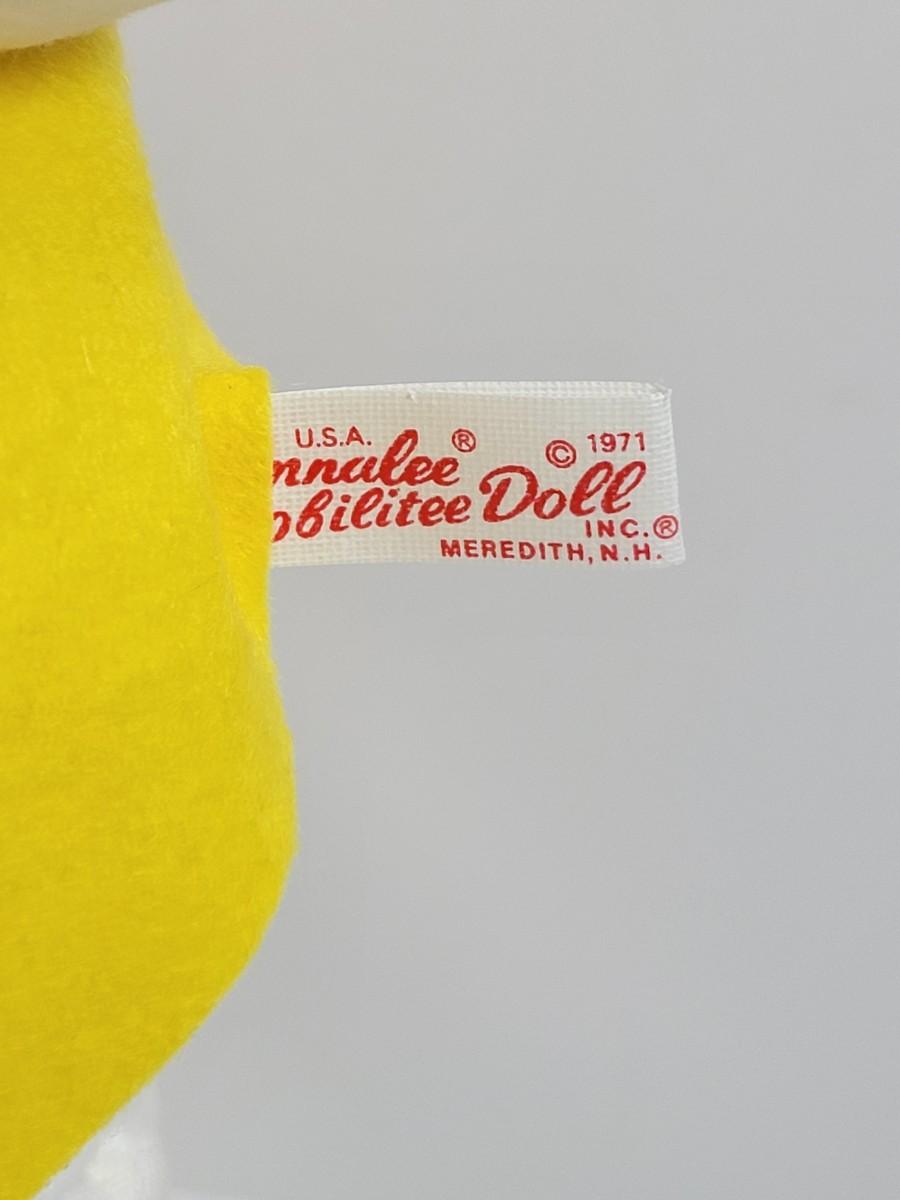 U.S.A. ® © 1971
nnalee
obilitee Doll
INC.®
MEREDITH, N.H.